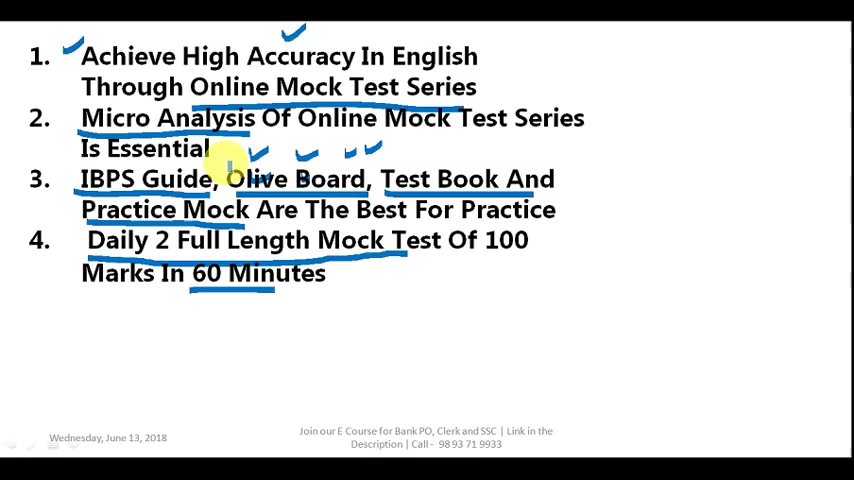 1. Achieve High Accuracy In English
Through Online Mock Test Series
2. Micro Analysis Of Online Mock Test Series
Is Essential
3. IBPS Guide, Olive Board, Test Book And
Practice Mock Are The Best For Practice
4. Daily 2 Full Length Mock Test Of 100
Marks In 60 Minutes
Wednesday, June 13, 2018
Join our E Course for Bank PO, Clerk and SSC | Link in the
Description | Call - 98 93 71 9933